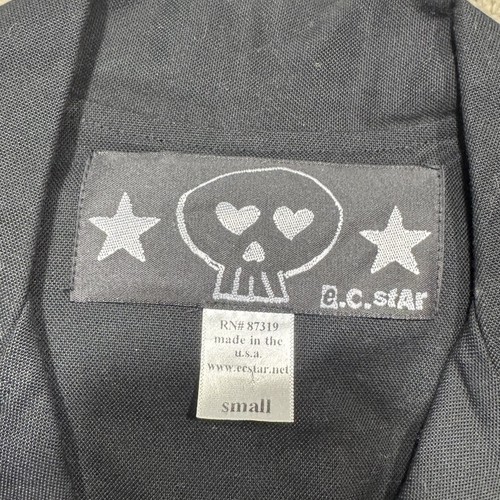 e.c.stAr
RN# 87319
made in the
u.s.a.
www.ecstar.net
small